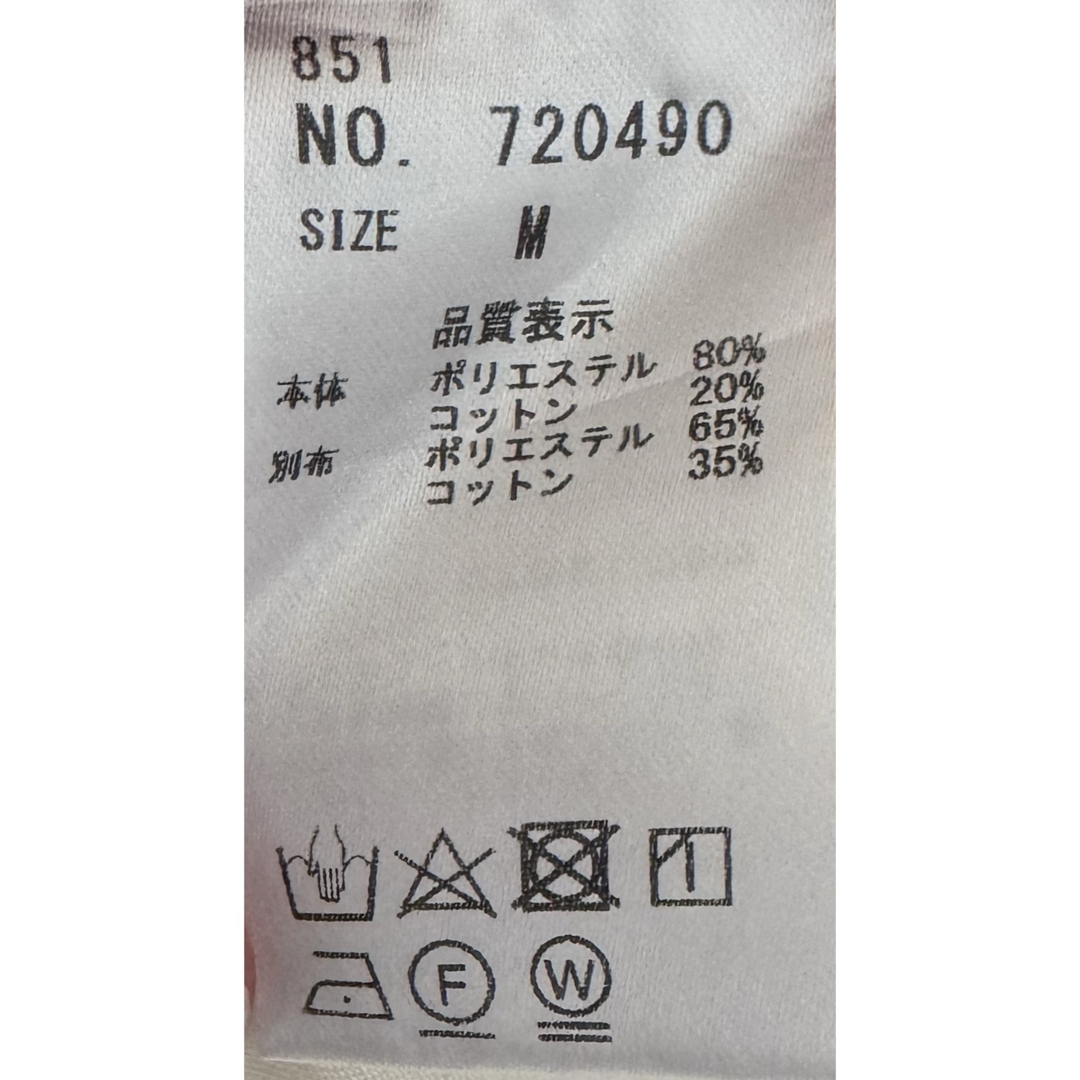 851
NO. 720490
SIZE M
品質表示
本体 ポリエステル 80%
コットン 20%
別布 ポリエステル 65%
コットン 35%
F W